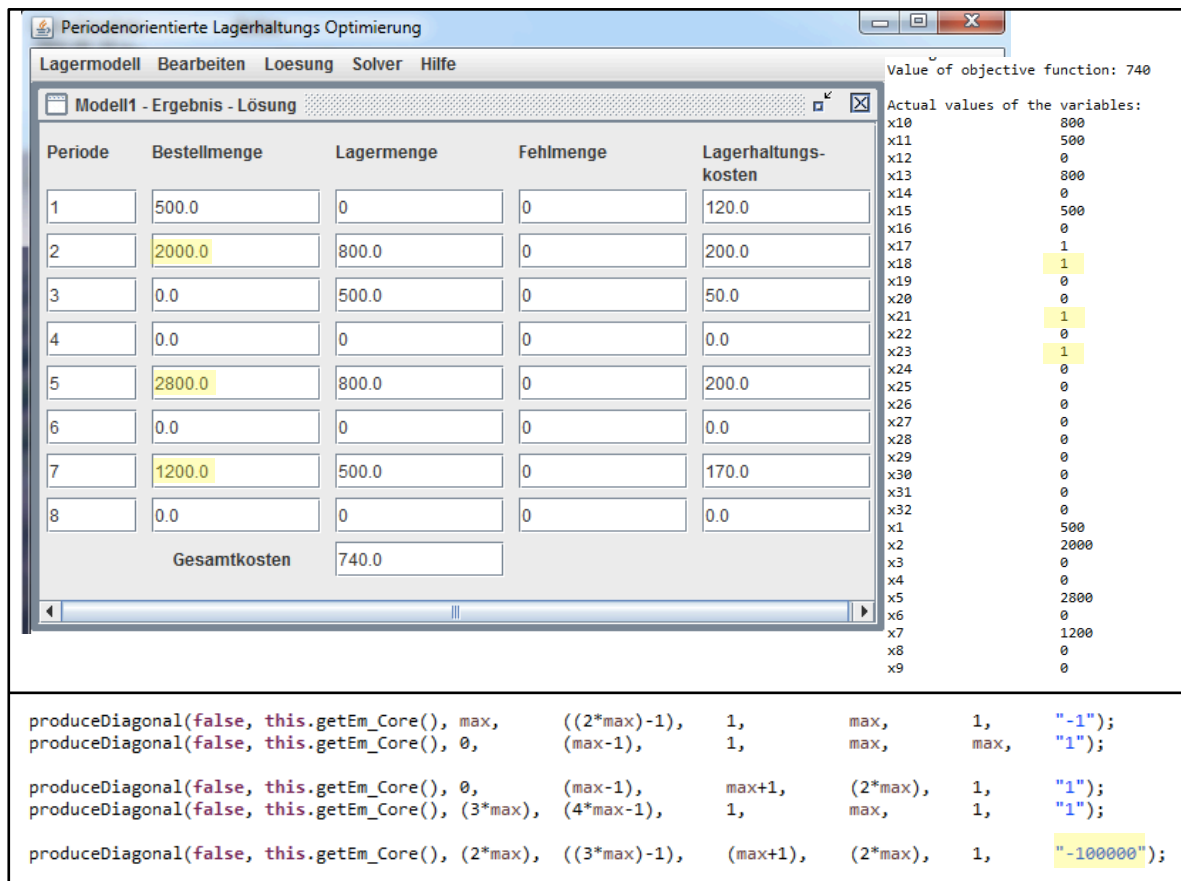 Periodenorientierte Lagerhaltungs Optimierung
Lagermodell Bearbeiten Loesung Solver Hilfe
Modell1 - Ergebnis - Lösung
Periode Bestellmenge Lagermenge Fehlmenge Lagerhaltungs-
kosten
1 500.0 0 0 120.0
2 2000.0 800.0 0 200.0
3 0.0 500.0 0 50.0
4 0.0 0 0 0.0
5 2800.0 800.0 0 200.0
6 0.0 0 0 0.0
7 1200.0 500.0 0 170.0
8 0.0 0 0 0.0
Gesamtkosten 740.0
Value of objective function: 740
Actual values of the variables:
x10 800
x11 500
x12 0
x13 800
x14 0
x15 500
x16 0
x17 1
x18 1
x19 0
x20 0
x21 1
x22 0
x23 1
x24 0
x25 0
x26 0
x27 0
x28 0
x29 0
x30 0
x31 0
x32 0
x1 500
x2 2000
x3 0
x4 0
x5 2800
x6 0
x7 1200
x8 0
x9 0
produceDiagonal(false, this.getEm_Core(), max, ((2*max)-1), 1, max, 1, "-1");
produceDiagonal(false, this.getEm_Core(), 0, (max-1), 1, max, max, "1");
produceDiagonal(false, this.getEm_Core(), 0, (max-1), max+1, (2*max), 1, "1");
produceDiagonal(false, this.getEm_Core(), (3*max), (4*max-1), 1, max, 1, "1");
produceDiagonal(false, this.getEm_Core(), (2*max), ((3*max)-1), (max+1), (2*max), 1, "-100000");